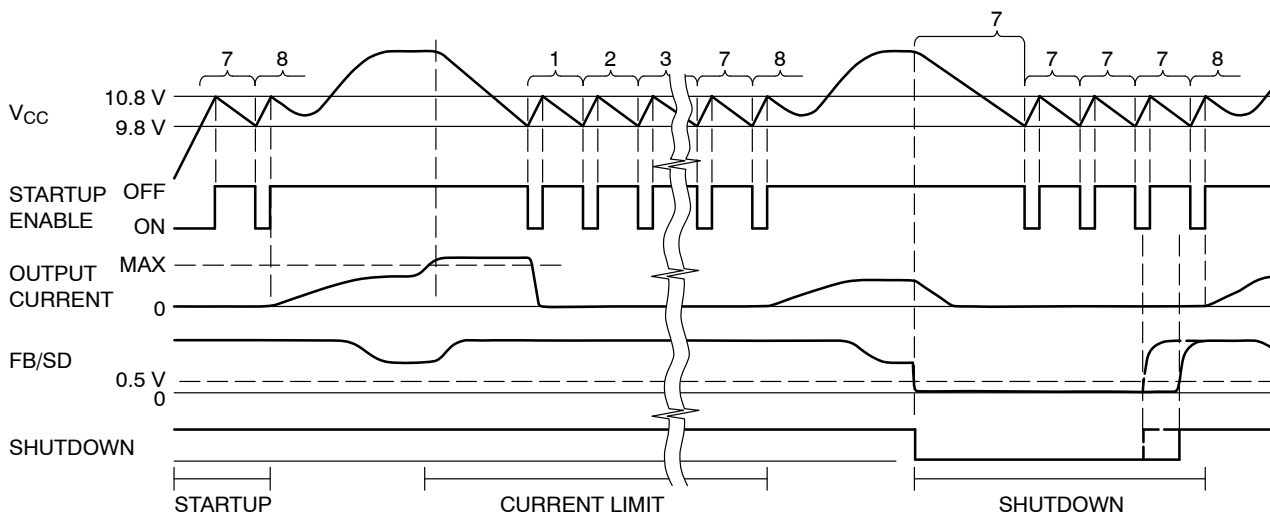 7
7 8 1 2 3 7 8 7 7 7 8
10.8 V
V_CC
9.8 V
OFF
STARTUP
ENABLE
ON
MAX
OUTPUT
CURRENT
0
FB/SD
0.5 V
0
SHUTDOWN
STARTUP CURRENT LIMIT SHUTDOWN